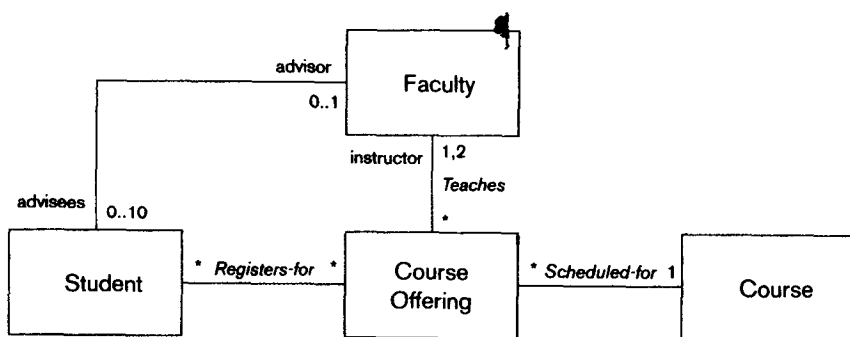 advisor
Faculty
0..1
instructor 1,2
Teaches
advisees
0..10
*
Student
* Registers-for *
Course
Offering
* Scheduled-for 1
Course